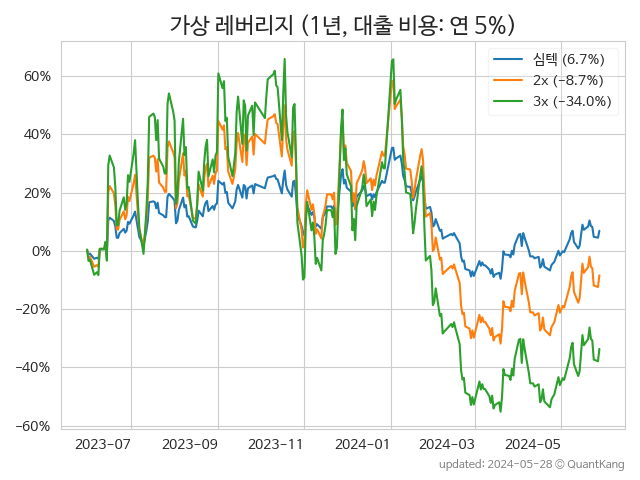 가상 레버리지 (1년, 대출 비용: 연 5%)
심텍 (6.7%)
2x (−8.7%)
3x (−34.0%)
60%
40%
20%
0%
−20%
−40%
−60%
2023-07
2023-09
2023-11
2024-01
2024-03
2024-05
updated: 2024-05-28 © QuantKang